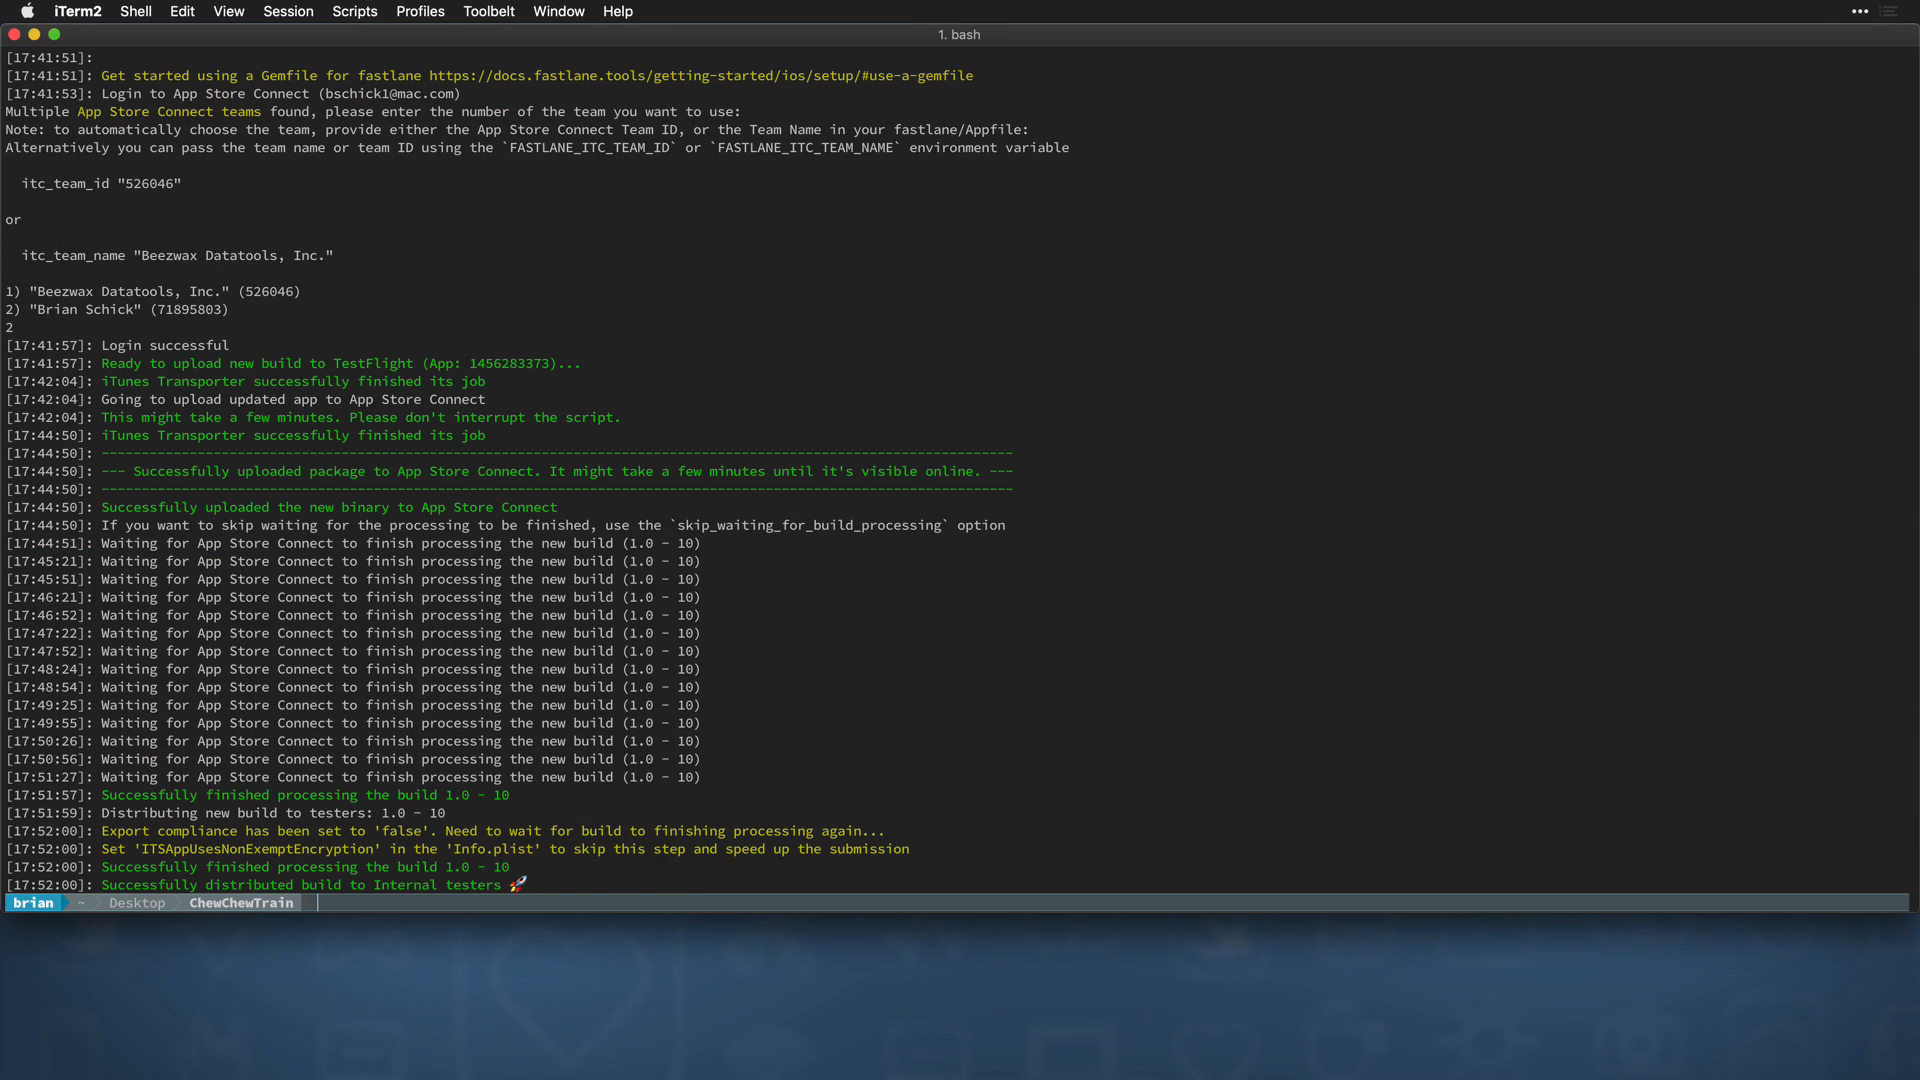 iTerm2 Shell Edit View Session Scripts Profiles Toolbelt Window Help
1. bash
[17:41:51]:
[17:41:51]: Get started using a Gemfile for fastlane https://docs.fastlane.tools/getting-started/ios/setup/#use-a-gemfile
[17:41:53]: Login to App Store Connect (bschick1@mac.com)
Multiple App Store Connect teams found, please enter the number of the team you want to use:
Note: to automatically choose the team, provide either the App Store Connect Team ID, or the Team Name in your fastlane/Appfile:
Alternatively you can pass the team name or team ID using the `FASTLANE_ITC_TEAM_ID` or `FASTLANE_ITC_TEAM_NAME` environment variable
itc_team_id "526046"
or
itc_team_name "Beezwax Datatools, Inc."
1) "Beezwax Datatools, Inc." (526046)
2) "Brian Schick" (71895803)
2
[17:41:57]: Login successful
[17:41:57]: Ready to upload new build to TestFlight (App: 1456283373)...
[17:42:04]: iTunes Transporter successfully finished its job
[17:42:04]: Going to upload updated app to App Store Connect
[17:42:04]: This might take a few minutes. Please don't interrupt the script.
[17:44:50]: iTunes Transporter successfully finished its job
[17:44:50]: ------------------------------------------------------------------------------------------------------------------
[17:44:50]: --- Successfully uploaded package to App Store Connect. It might take a few minutes until it's visible online. ---
[17:44:50]: ------------------------------------------------------------------------------------------------------------------
[17:44:50]: Successfully uploaded the new binary to App Store Connect
[17:44:50]: If you want to skip waiting for the processing to be finished, use the `skip_waiting_for_build_processing` option
[17:44:51]: Waiting for App Store Connect to finish processing the new build (1.0 - 10)
[17:45:21]: Waiting for App Store Connect to finish processing the new build (1.0 - 10)
[17:45:51]: Waiting for App Store Connect to finish processing the new build (1.0 - 10)
[17:46:21]: Waiting for App Store Connect to finish processing the new build (1.0 - 10)
[17:46:52]: Waiting for App Store Connect to finish processing the new build (1.0 - 10)
[17:47:22]: Waiting for App Store Connect to finish processing the new build (1.0 - 10)
[17:47:52]: Waiting for App Store Connect to finish processing the new build (1.0 - 10)
[17:48:24]: Waiting for App Store Connect to finish processing the new build (1.0 - 10)
[17:48:54]: Waiting for App Store Connect to finish processing the new build (1.0 - 10)
[17:49:25]: Waiting for App Store Connect to finish processing the new build (1.0 - 10)
[17:49:55]: Waiting for App Store Connect to finish processing the new build (1.0 - 10)
[17:50:26]: Waiting for App Store Connect to finish processing the new build (1.0 - 10)
[17:50:56]: Waiting for App Store Connect to finish processing the new build (1.0 - 10)
[17:51:27]: Waiting for App Store Connect to finish processing the new build (1.0 - 10)
[17:51:57]: Successfully finished processing the build 1.0 - 10
[17:51:59]: Distributing new build to testers: 1.0 - 10
[17:52:00]: Export compliance has been set to 'false'. Need to wait for build to finishing processing again...
[17:52:00]: Set 'ITSAppUsesNonExemptEncryption' in the 'Info.plist' to skip this step and speed up the submission
[17:52:00]: Successfully finished processing the build 1.0 - 10
[17:52:00]: Successfully distributed build to Internal testers 🚀
brian ~ Desktop ChewChewTrain